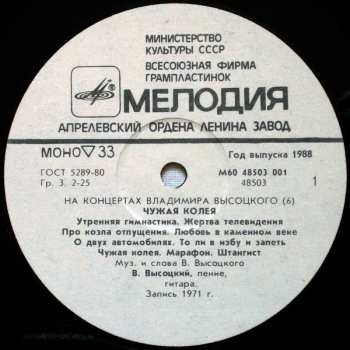 МИНИСТЕРСТВО
КУЛЬТУРЫ СССР
ВСЕСОЮЗНАЯ ФИРМА
ГРАМПЛАСТИНОК
МЕЛОДИЯ
АПРЕЛЕВСКИЙ ОРДЕНА ЛЕНИНА ЗАВОД
МОНО 33
Год выпуска 1988
ГОСТ 5289-80
М60 48503 001
Гр. 3. 2-25
48503
1
НА КОНЦЕРТАХ ВЛАДИМИРА ВЫСОЦКОГО (6)
ЧУЖАЯ КОЛЕЯ
Утренняя гимнастика. Жертва телевидения
Про козла отпущения. Любовь в каменном веке
О двух автомобилях. То ли в избу и запеть
Чужая колея. Марафон. Штангист
Муз. и слова В. Высоцкого
В. Высоцкий, пение,
гитара.
Запись 1971 г.